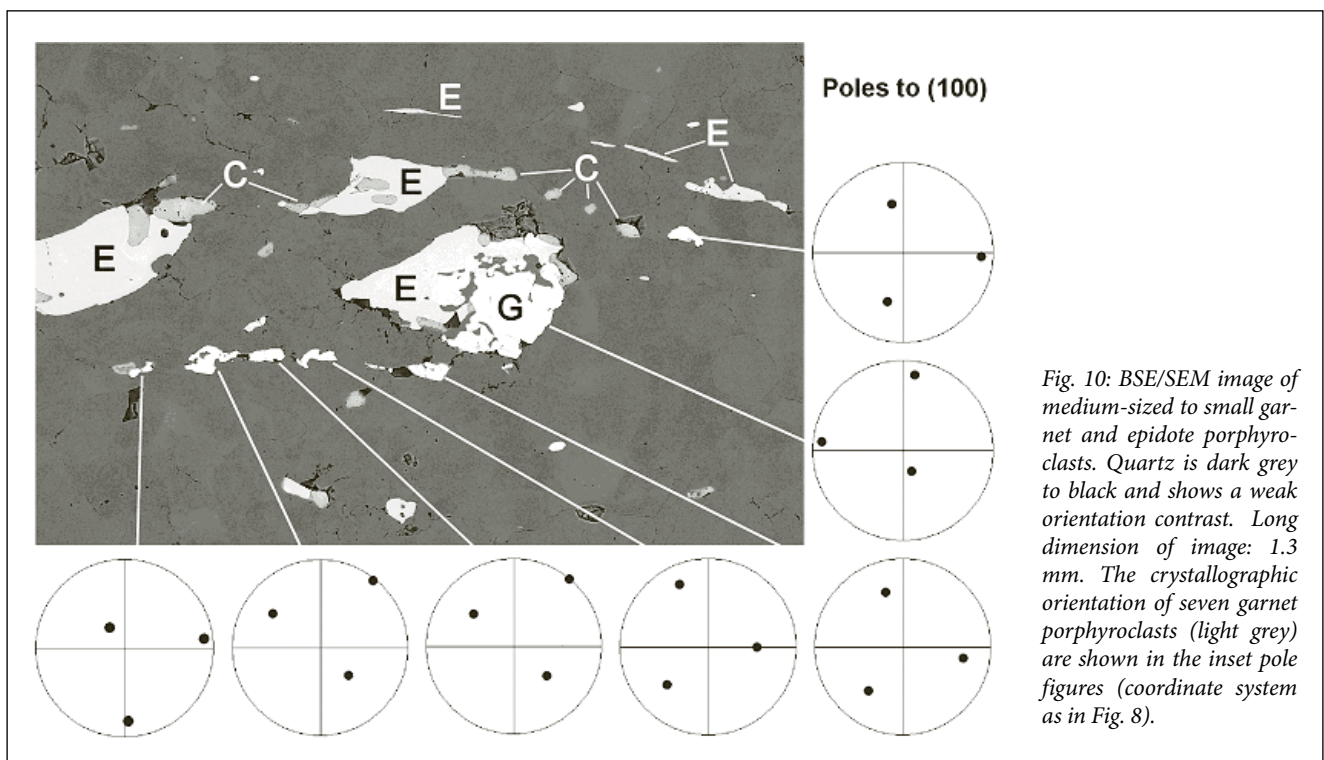 Poles to (100)
E
E
C
C
E
E
E
G
Fig. 10: BSE/SEM image of
medium-sized to small gar-
net and epidote porphyro-
clasts. Quartz is dark grey
to black and shows a weak
orientation contrast. Long
dimension of image: 1.3
mm. The crystallographic
orientation of seven garnet
porphyroclasts (light grey)
are shown in the inset pole
figures (coordinate system
as in Fig. 8).